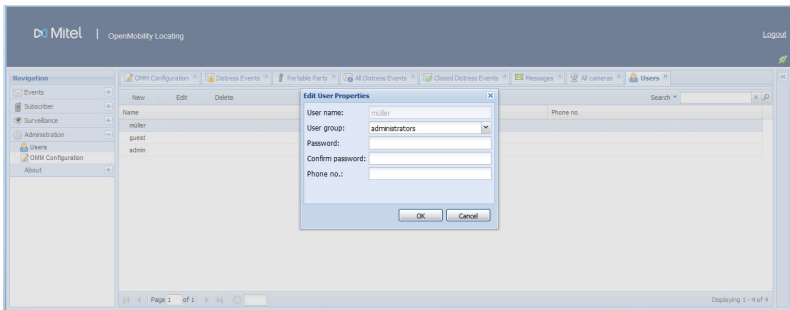 Mitel | OpenMobility Locating
Logout
Navigation
OMM Configuration Distress Events Portable Parts All Distress Events Closed Distress Events Messages All cameras Users
Events
Subscriber
Surveillance
Administration
Users
OMM Configuration
About
New Edit Delete Search
Name Phone no.
müller
guest
admin
Edit User Properties
User name: müller
User group: administrators
Password:
Confirm password:
Phone no.:
OK Cancel
Page 1 of 1 Displaying 1 - 4 of 4